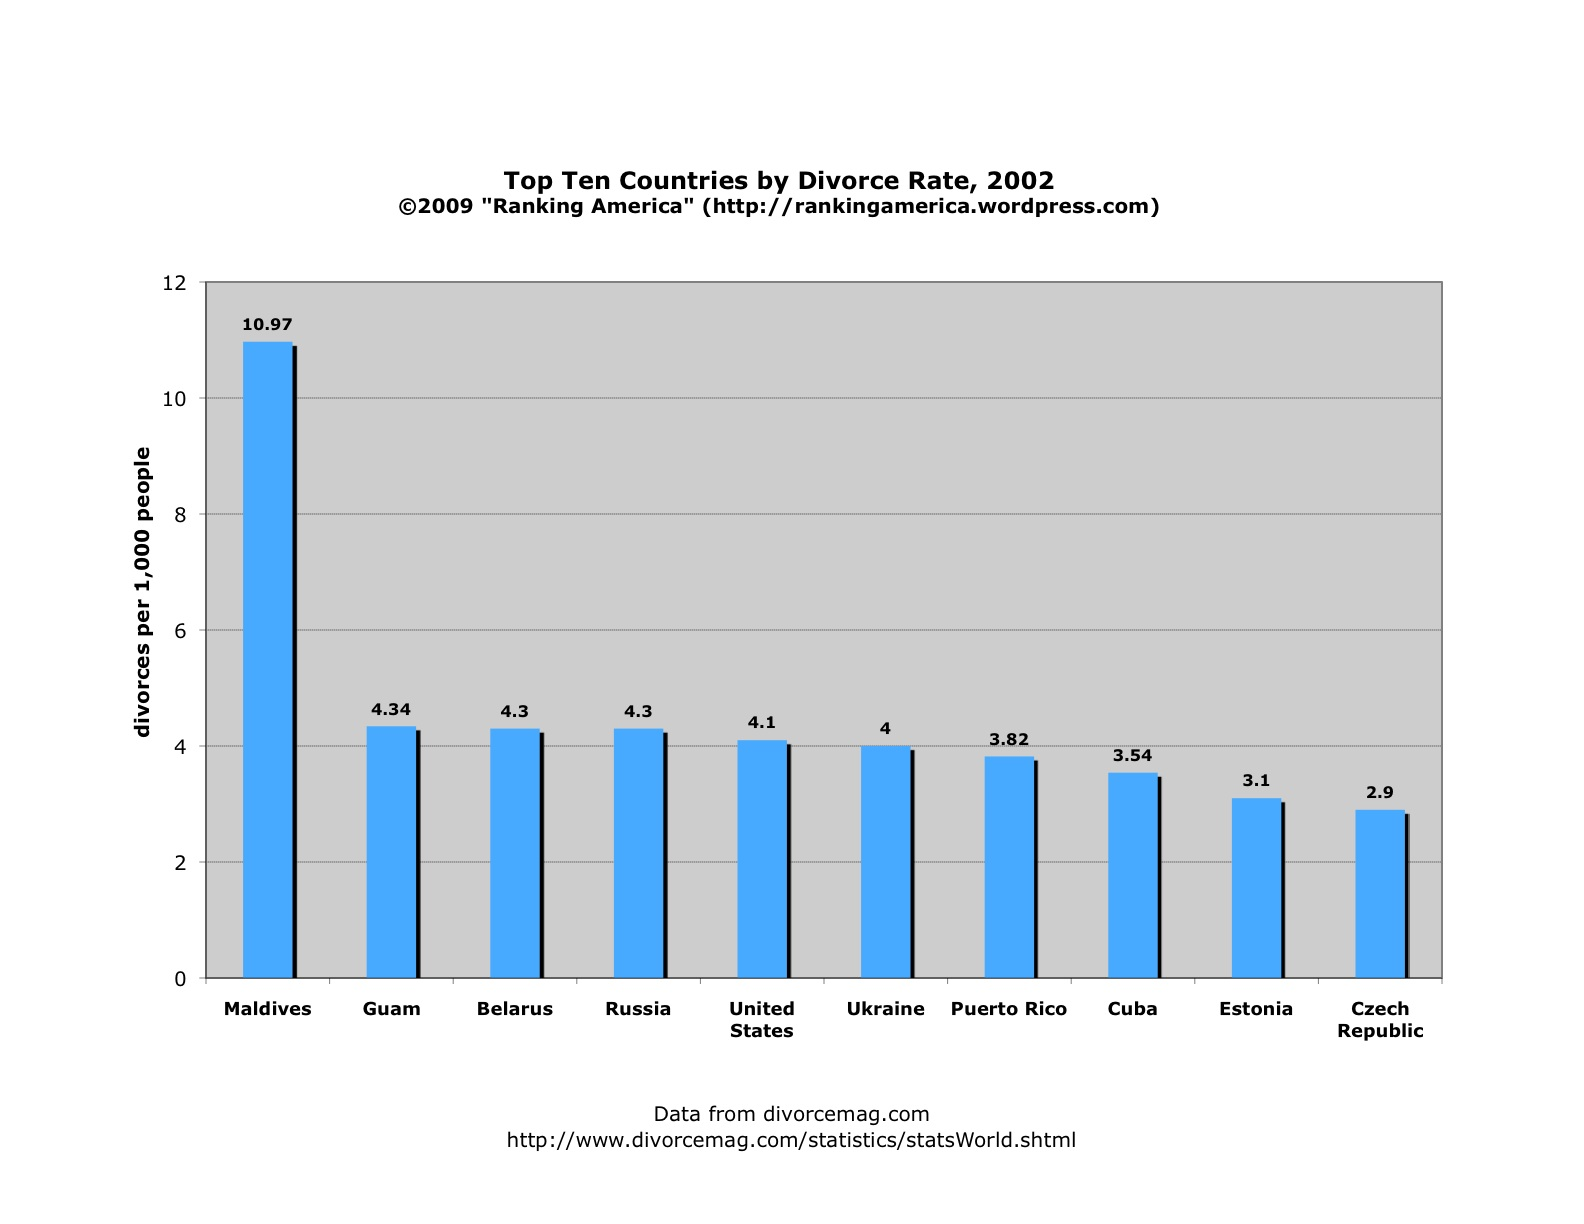 Top Ten Countries by Divorce Rate, 2002
©2009 "Ranking America" (http://rankingamerica.wordpress.com)
divorces per 1,000 people
12
10
8
6
4
2
0
10.97
4.34
4.3
4.3
4.1
4
3.82
3.54
3.1
2.9
Maldives
Guam
Belarus
Russia
United
States
Ukraine
Puerto Rico
Cuba
Estonia
Czech
Republic
Data from divorcemag.com
http://www.divorcemag.com/statistics/statsWorld.shtml